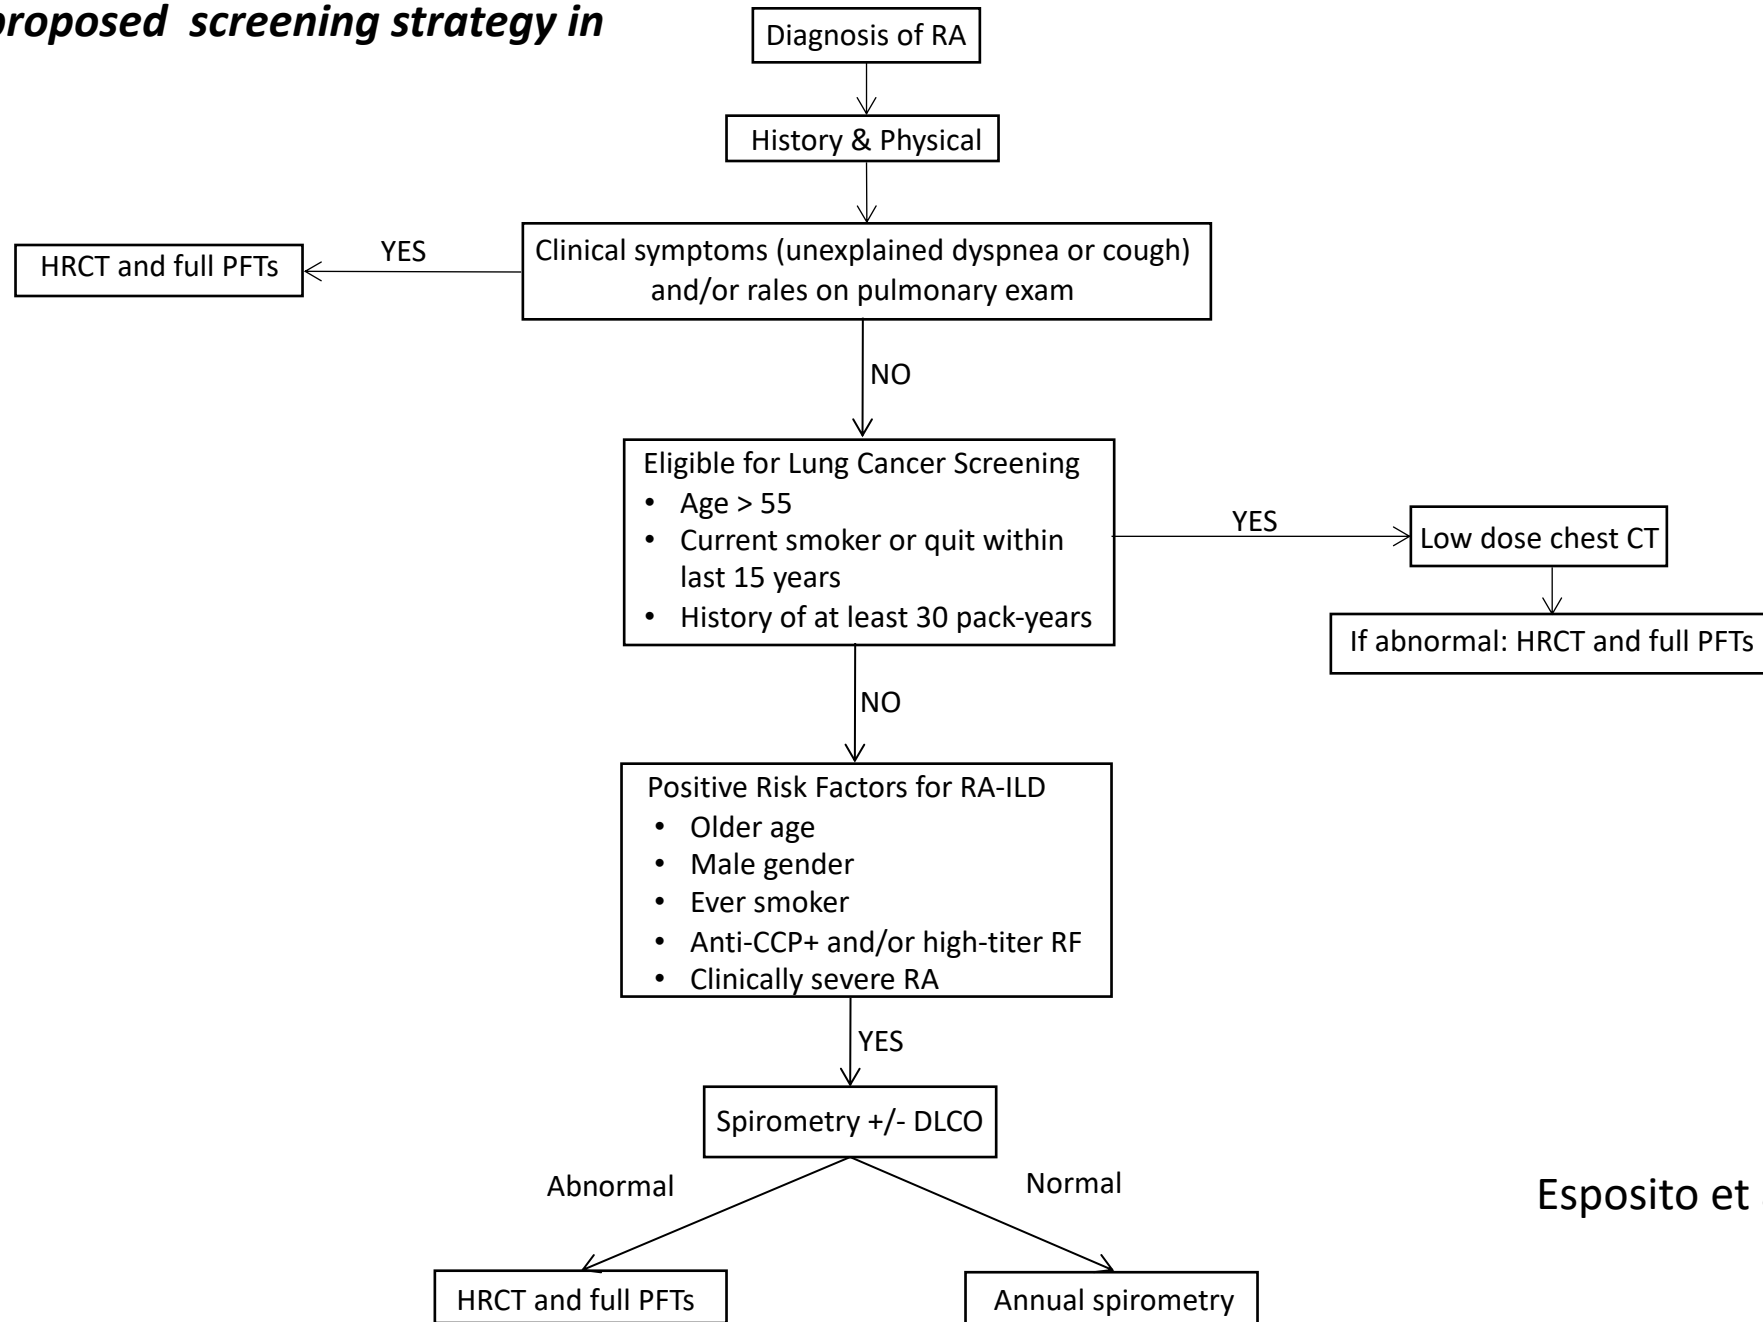 proposed screening strategy in
Diagnosis of RA
History & Physical
Clinical symptoms (unexplained dyspnea or cough)
and/or rales on pulmonary exam
YES
HRCT and full PFTs
NO
Eligible for Lung Cancer Screening
• Age > 55
• Current smoker or quit within
last 15 years
• History of at least 30 pack-years
YES
Low dose chest CT
If abnormal: HRCT and full PFTs
NO
Positive Risk Factors for RA-ILD
• Older age
• Male gender
• Ever smoker
• Anti-CCP+ and/or high-titer RF
• Clinically severe RA
YES
Spirometry +/- DLCO
Abnormal
Normal
Esposito et
HRCT and full PFTs
Annual spirometry